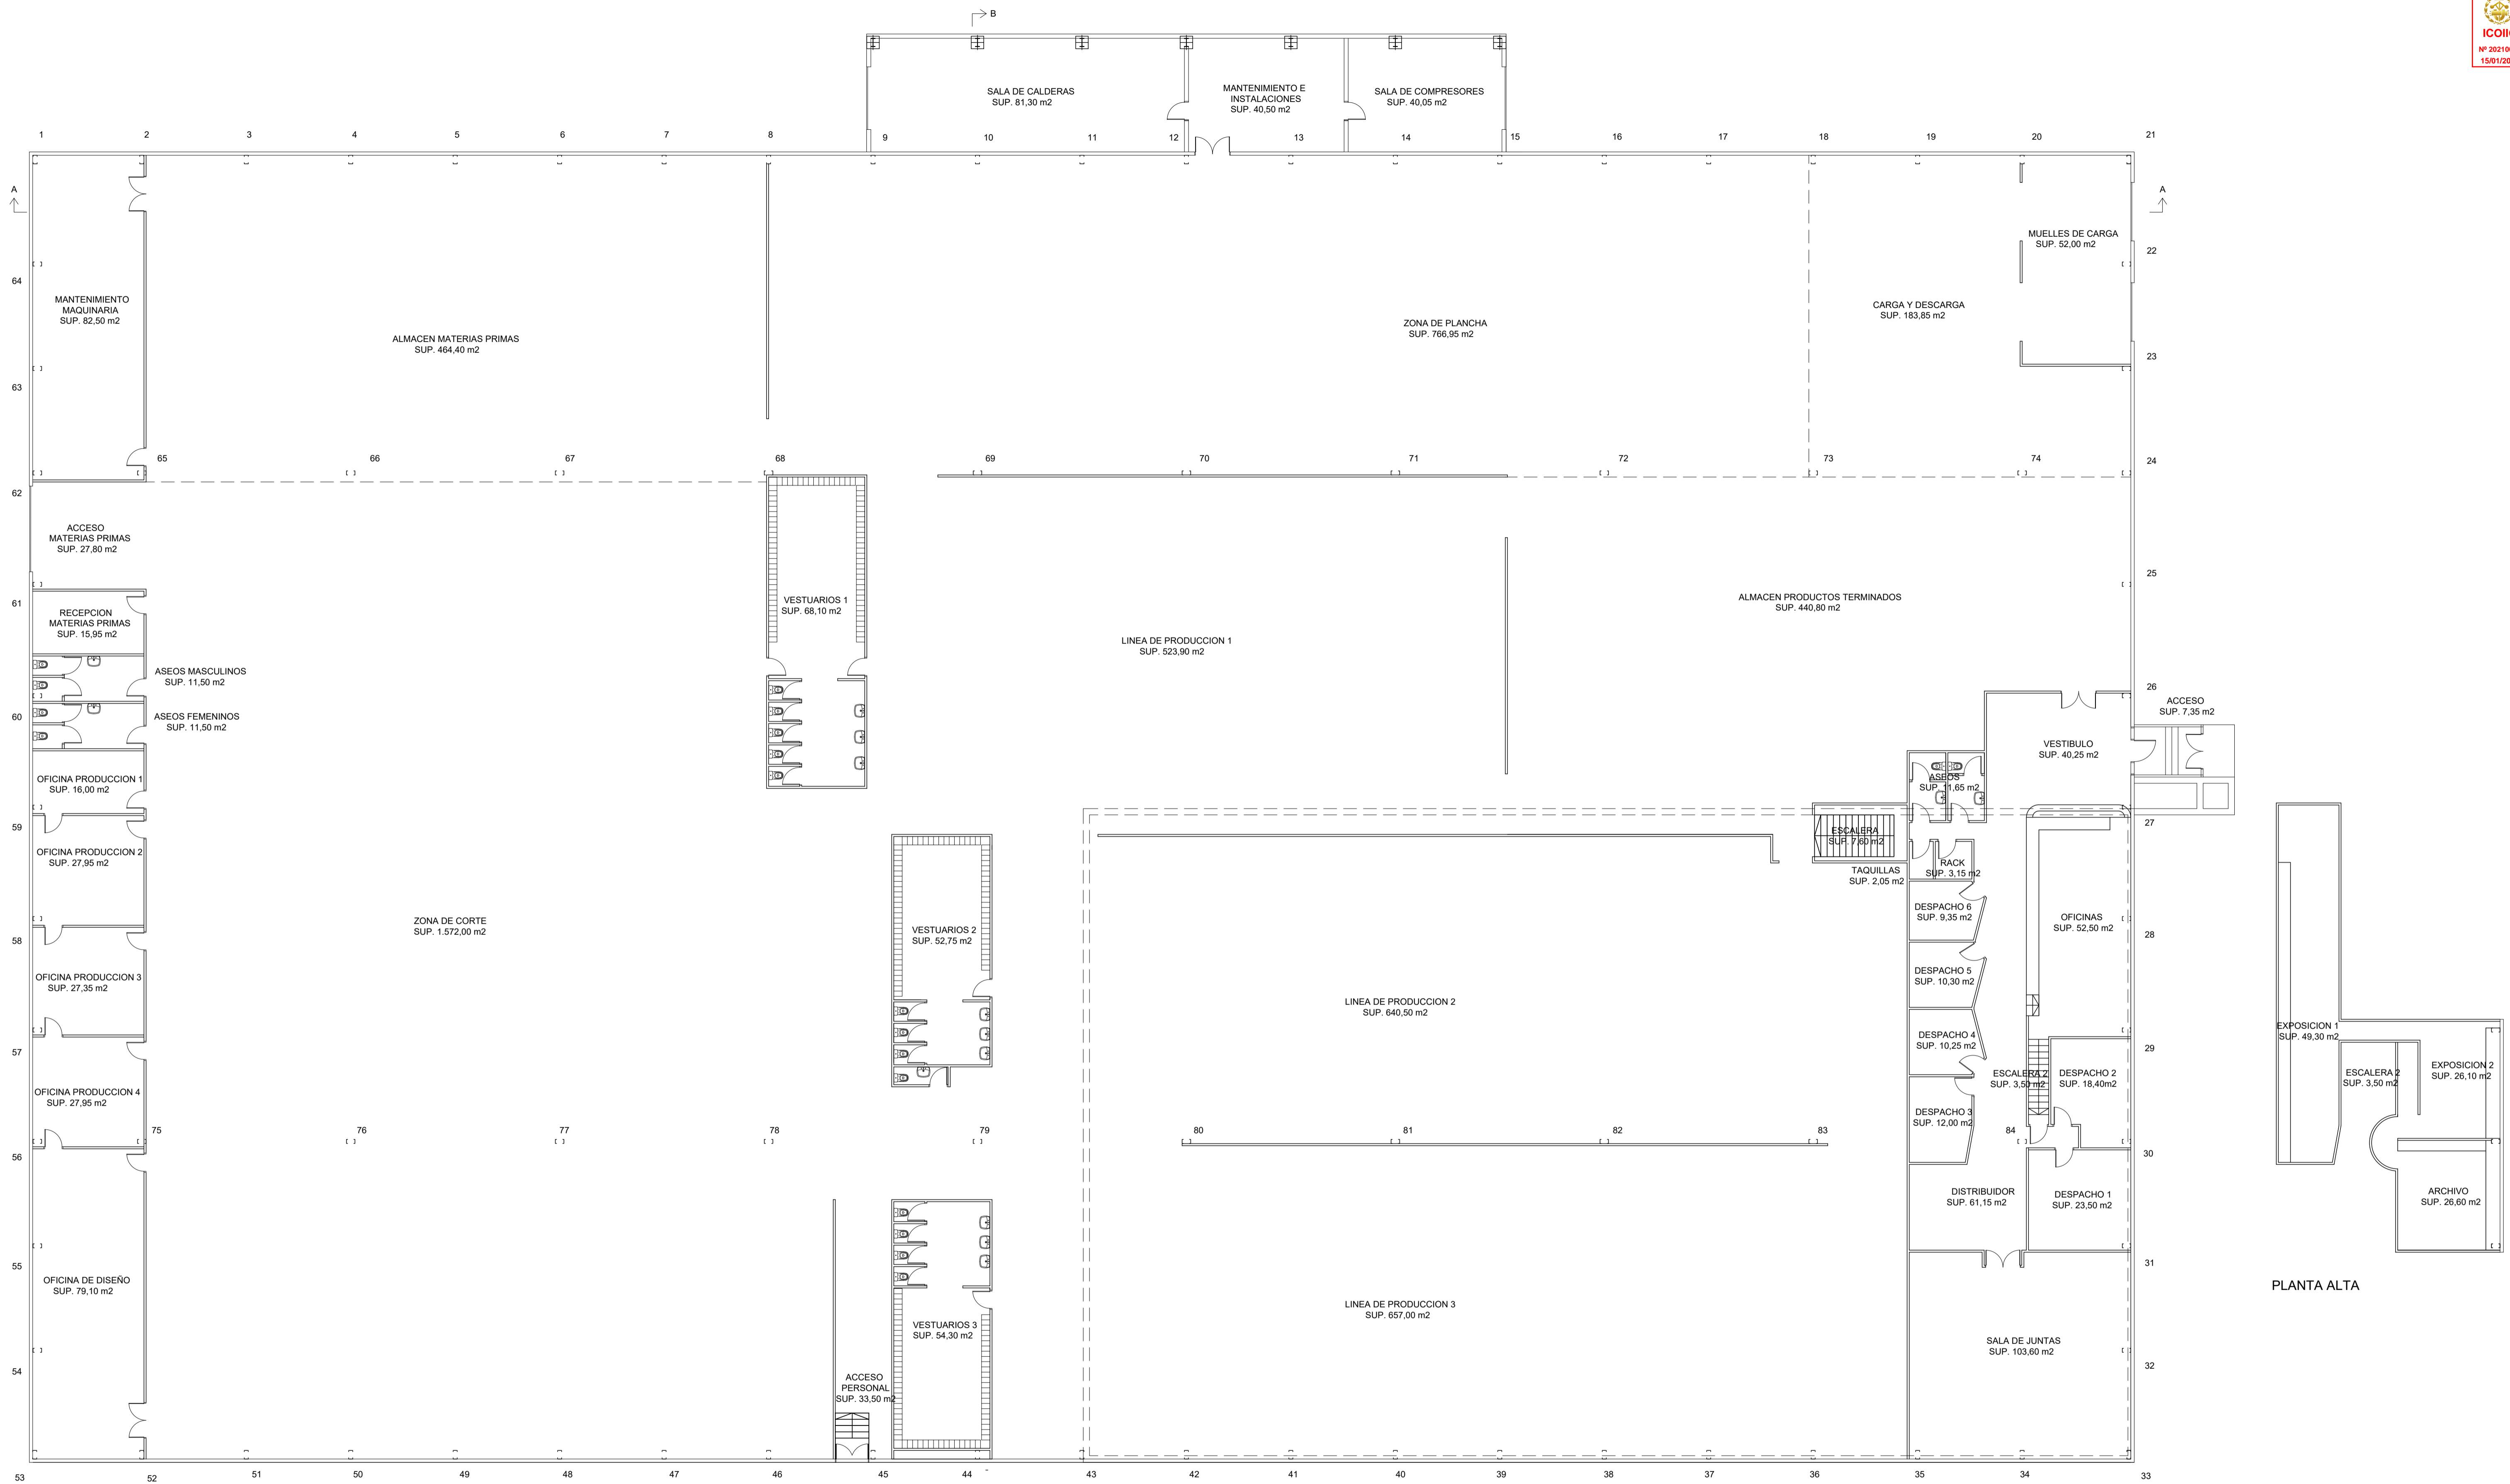 B
ICOII
Nº 20210
15/01/20
SALA DE CALDERAS
SUP. 81,30 m2
MANTENIMIENTO E
INSTALACIONES
SUP. 40,50 m2
SALA DE COMPRESORES
SUP. 40,05 m2
1 2 3 4 5 6 7 8 9 10 11 12 13 14 15 16 17 18 19 20 21
A
A
MUELLES DE CARGA
SUP. 52,00 m2
22
64
MANTENIMIENTO
MAQUINARIA
SUP. 82,50 m2
CARGA Y DESCARGA
SUP. 183,85 m2
ZONA DE PLANCHA
SUP. 766,95 m2
ALMACEN MATERIAS PRIMAS
SUP. 464,40 m2
23
63
65 66 67 68 69 70 71 72 73 74 24
62
ACCESO
MATERIAS PRIMAS
SUP. 27,80 m2
25
61
RECEPCION
MATERIAS PRIMAS
SUP. 15,95 m2
VESTUARIOS 1
SUP. 68,10 m2
ALMACEN PRODUCTOS TERMINADOS
SUP. 440,80 m2
LINEA DE PRODUCCION 1
SUP. 523,90 m2
ASEOS MASCULINOS
SUP. 11,50 m2
26
ACCESO
SUP. 7,35 m2
60
ASEOS FEMENINOS
SUP. 11,50 m2
VESTIBULO
SUP. 40,25 m2
OFICINA PRODUCCION 1
SUP. 16,00 m2
ASEOS
SUP. 11,65 m2
59
27
ESCALERA
SUP. 7,60 m2
OFICINA PRODUCCION 2
SUP. 27,95 m2
RACK
SUP. 3,15 m2
TAQUILLAS
SUP. 2,05 m2
DESPACHO 6
SUP. 9,35 m2
OFICINAS
SUP. 52,50 m2
ZONA DE CORTE
SUP. 1.572,00 m2
VESTUARIOS 2
SUP. 52,75 m2
58
28
OFICINA PRODUCCION 3
SUP. 27,35 m2
DESPACHO 5
SUP. 10,30 m2
LINEA DE PRODUCCION 2
SUP. 640,50 m2
EXPOSICION 1
SUP. 49,30 m2
DESPACHO 4
SUP. 10,25 m2
57
29
EXPOSICION 2
SUP. 26,10 m2
ESCALERA 2
SUP. 3,50 m2
DESPACHO 2
SUP. 18,40m2
ESCALERA 2
SUP. 3,50 m2
OFICINA PRODUCCION 4
SUP. 27,95 m2
DESPACHO 3
SUP. 12,00 m2
75 76 77 78 79 80 81 82 83 84
56
30
DISTRIBUIDOR
SUP. 61,15 m2
DESPACHO 1
SUP. 23,50 m2
ARCHIVO
SUP. 26,60 m2
55
31
OFICINA DE DISEÑO
SUP. 79,10 m2
PLANTA ALTA
LINEA DE PRODUCCION 3
SUP. 657,00 m2
VESTUARIOS 3
SUP. 54,30 m2
SALA DE JUNTAS
SUP. 103,60 m2
54
32
ACCESO
PERSONAL
SUP. 33,50 m2
53 52 51 50 49 48 47 46 45 44 43 42 41 40 39 38 37 36 35 34 33